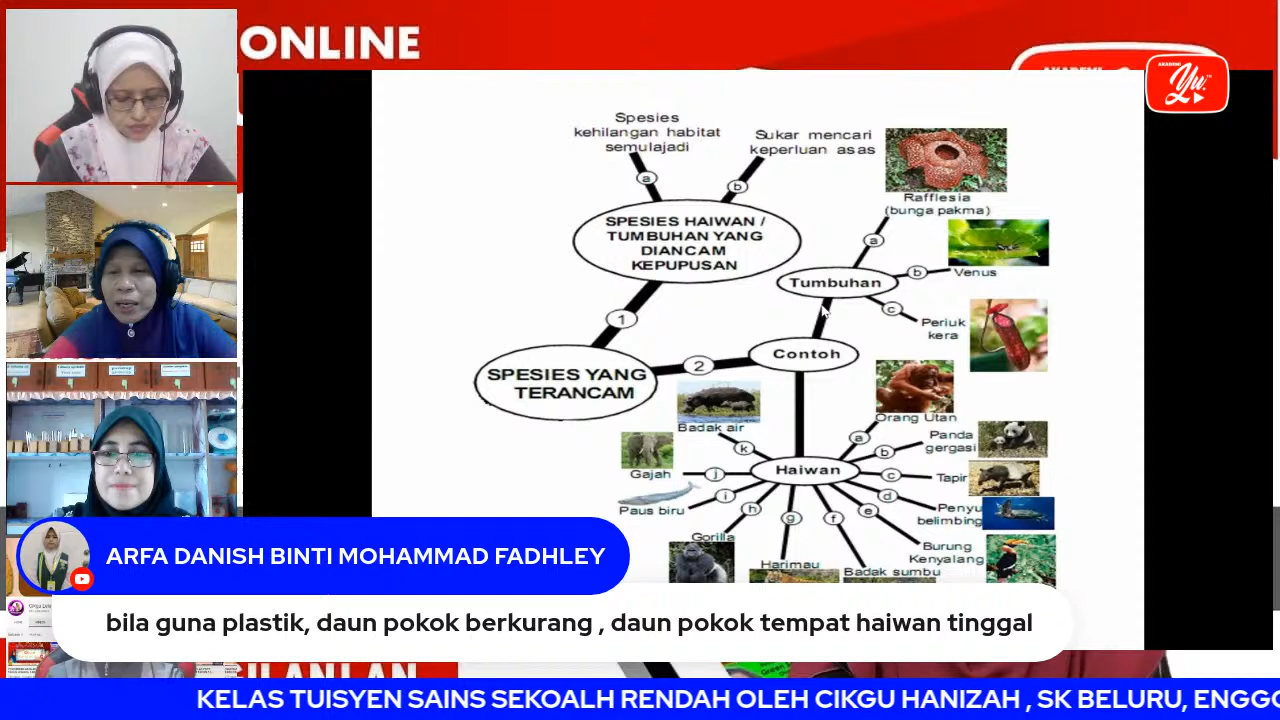 ONLINE
AKADEMI
Yu.
Spesies
kehilangan habitat
semulajadi
Sukar mencari
keperluan asas
a
b
SPESIES HAIWAN /
TUMBUHAN YANG
DIANCAM
KEPUPUSAN
Rafflesia
(bunga pakma)
a
Tumbuhan
b
Venus
c
Periuk
kera
1
Contoh
2
SPESIES YANG
TERANCAM
Badak air
Orang Utan
k
a
Panda
gergasi
b
Gajah
j
Haiwan
c
Tapir
Paus biru
i
d
Penyu
belimbing
h
g
f
e
Gorilla
Harimau
Badak sumbu
Burung
Kenyalang
ARFA DANISH BINTI MOHAMMAD FADHLEY
bila guna plastik, daun pokok berkurang , daun pokok tempat haiwan tinggal
KELAS TUISYEN SAINS SEKOALH RENDAH OLEH CIKGU HANIZAH , SK BELURU, ENGGO